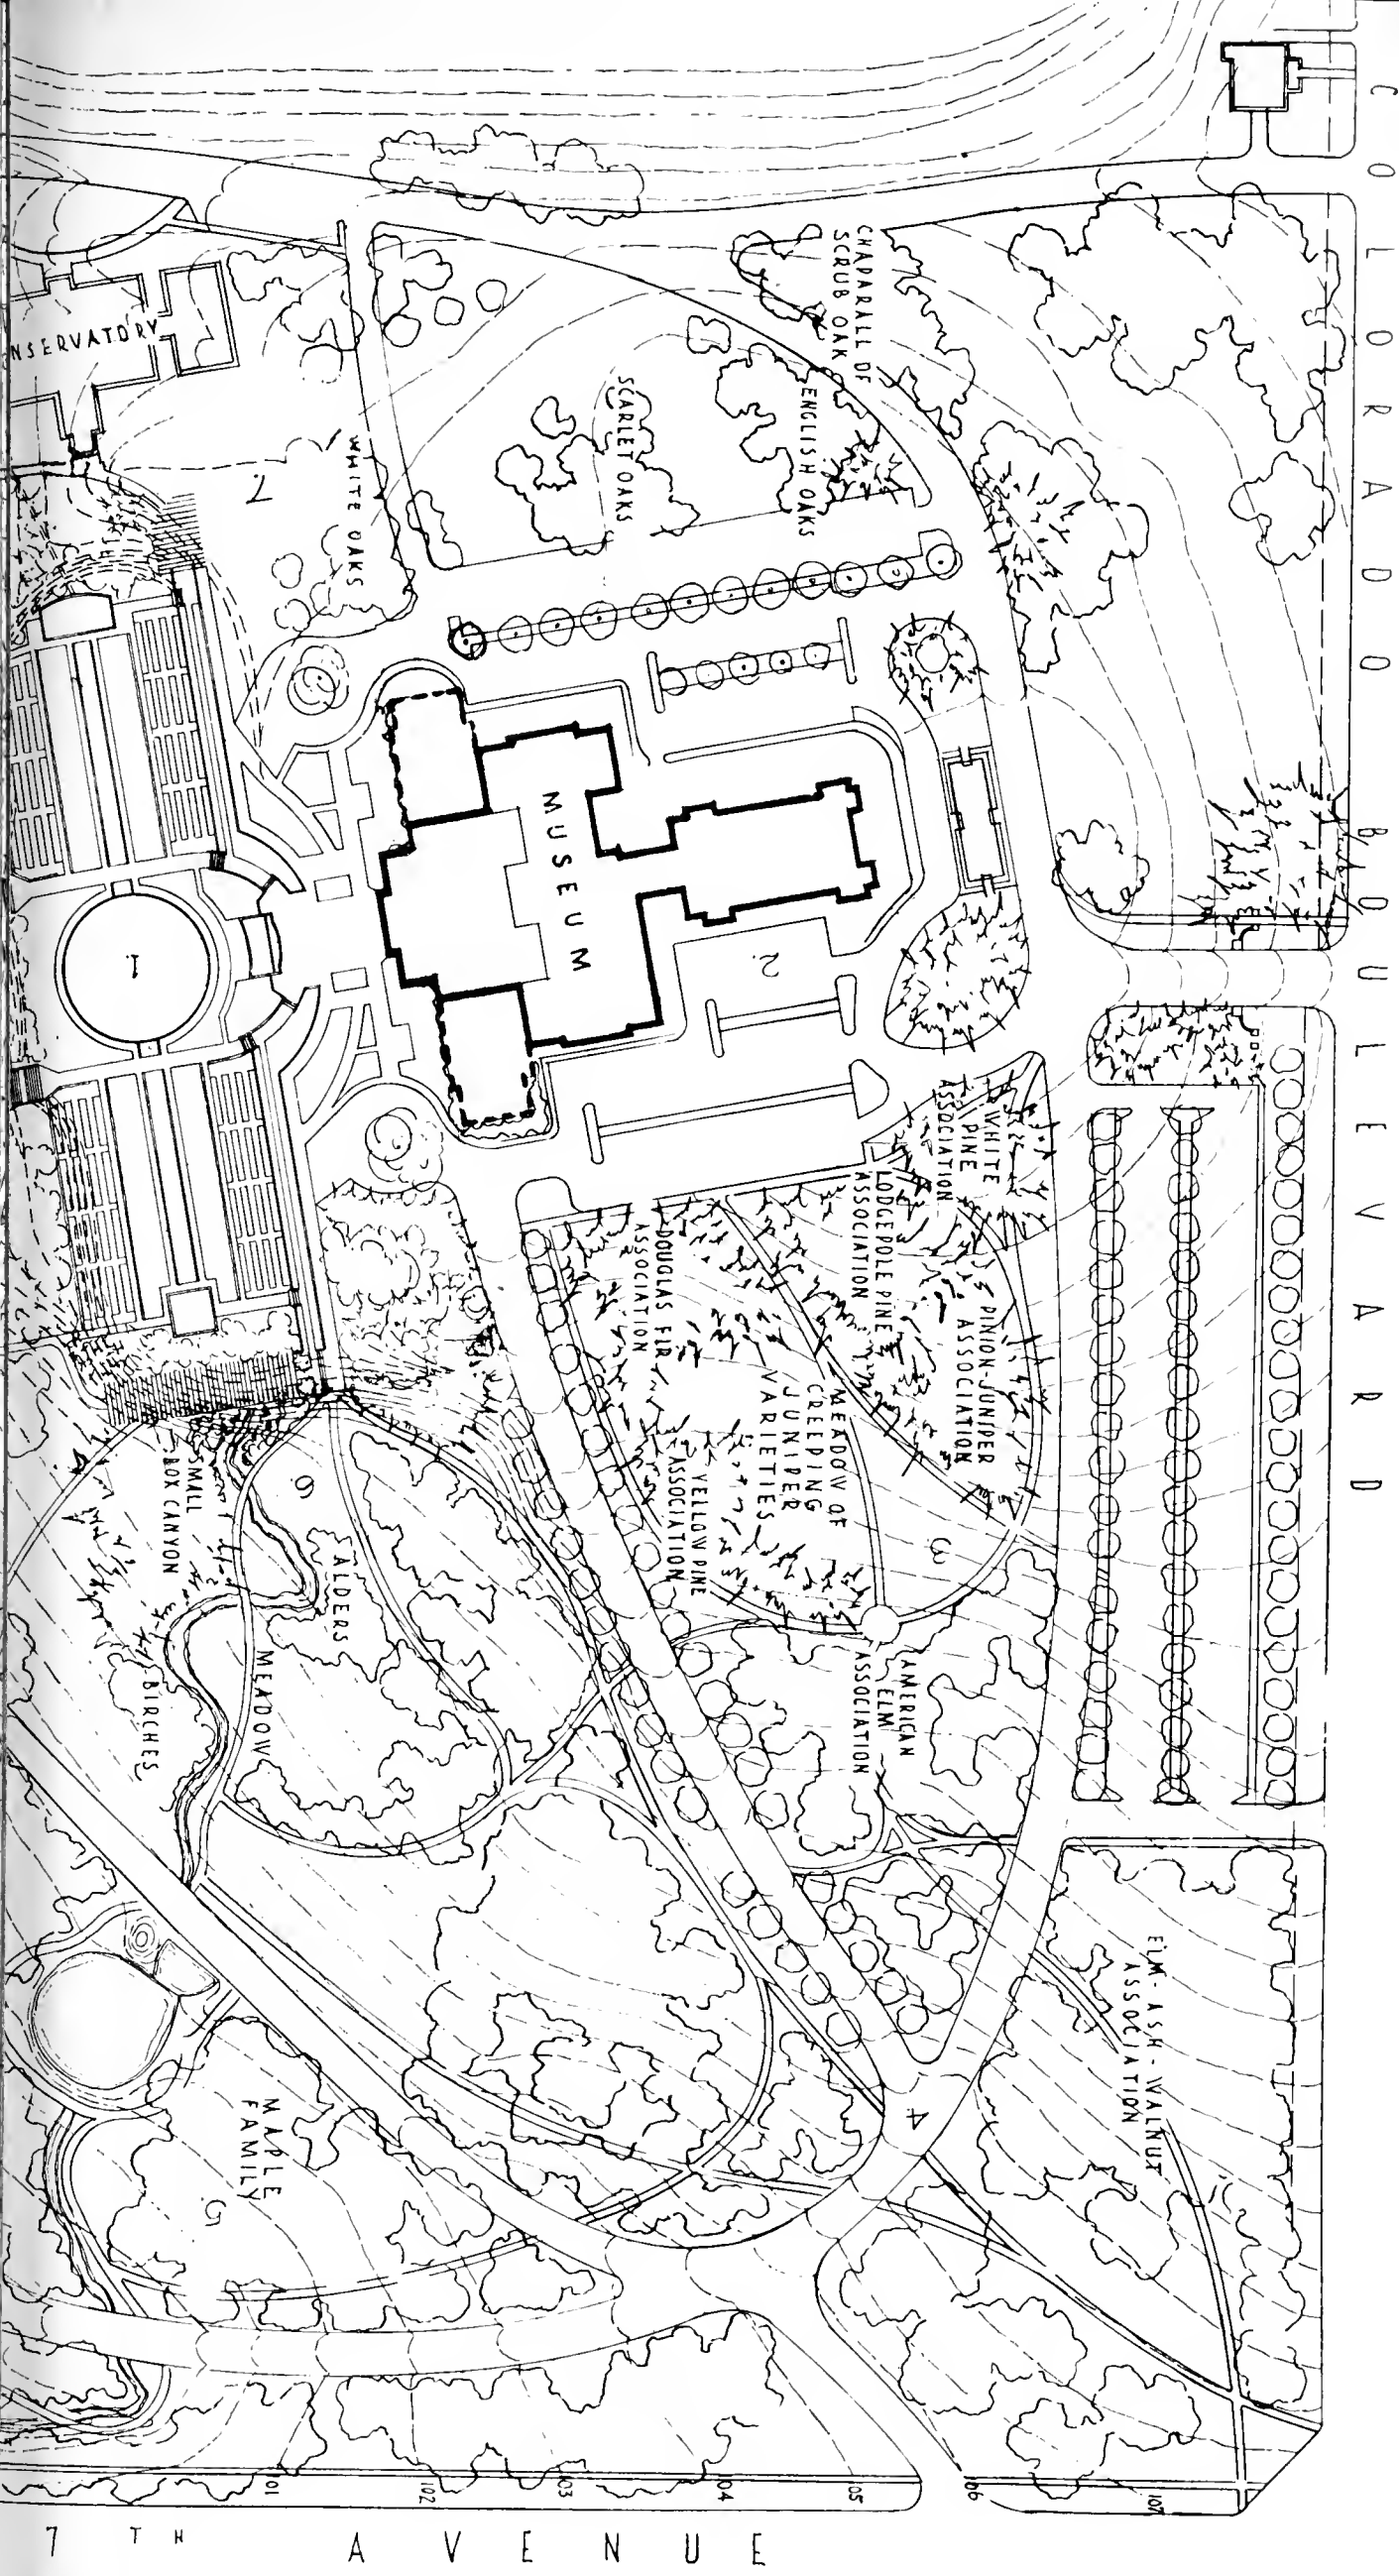 COLORADO BOULEVARD
CHAPARALL OF
SCRUB OAK
ENGLISH OAKS
SCARLET OAKS
WHITE OAKS
NSERVATORY
7
MUSEUM
1.
2.
WHITE
PINE
ASSOCIATION
LODGEPOLE PINE
ASSOCIATION
PINION-JUNIPER
ASSOCIATION
DOUGLAS FIR
ASSOCIATION
MEADOW OF
CREEPING
JUNIPER
VARIETIES
YELLOW PINE
ASSOCIATION
3
6
SMALL
BOX CANYON
ALDERS
MEADOW
BIRCHES
AMERICAN
ELM
ASSOCIATION
ELM-ASH-WALNUT
ASSOCIATION
4
MAPLE
FAMILY
5
101
102
103
104
105
106
107
7TH AVENUE